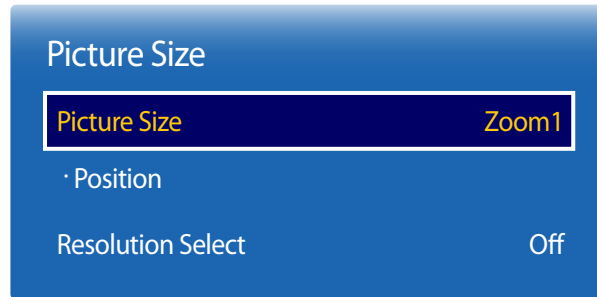 Picture Size
Picture Size Zoom1
· Position
Resolution Select Off